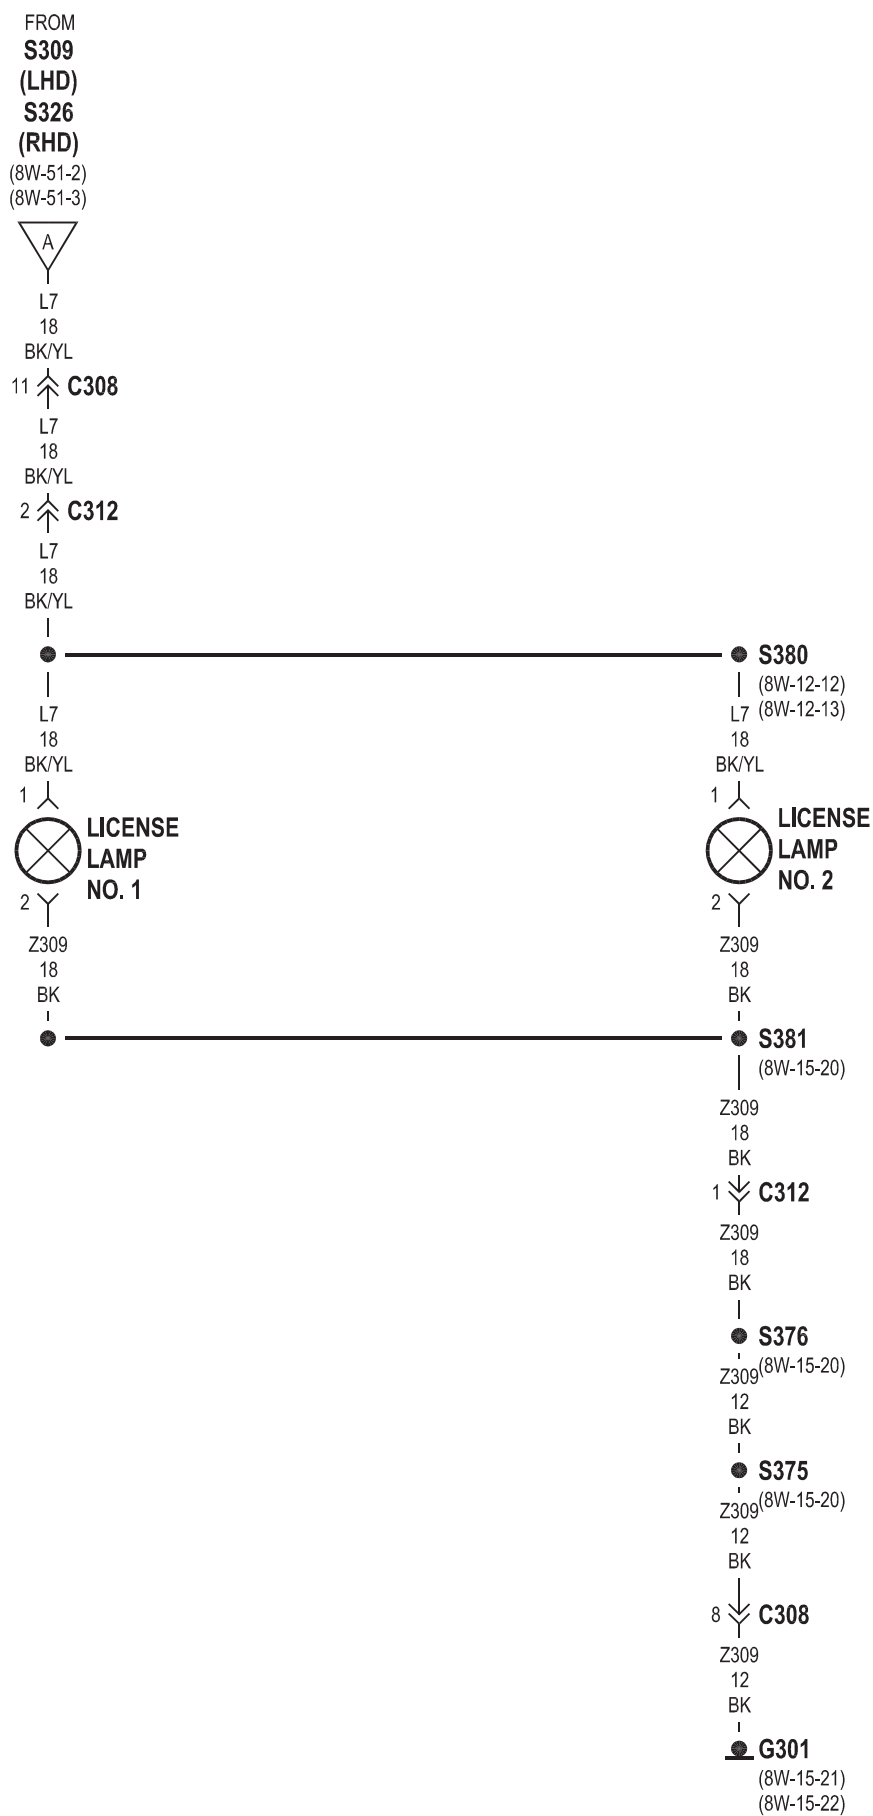 FROM
S309
(LHD)
S326
(RHD)
(8W-51-2)
(8W-51-3)
A
L7
18
BK/YL
11 C308
L7
18
BK/YL
2 C312
L7
18
BK/YL
S380
(8W-12-12)
(8W-12-13)
L7
18
BK/YL
1
LICENSE
LAMP
NO. 1
2
Z309
18
BK
L7
18
BK/YL
1
LICENSE
LAMP
NO. 2
2
Z309
18
BK
S381
(8W-15-20)
Z309
18
BK
1 C312
Z309
18
BK
S376
(8W-15-20)
Z309
12
BK
S375
(8W-15-20)
Z309
12
BK
8 C308
Z309
12
BK
G301
(8W-15-21)
(8W-15-22)